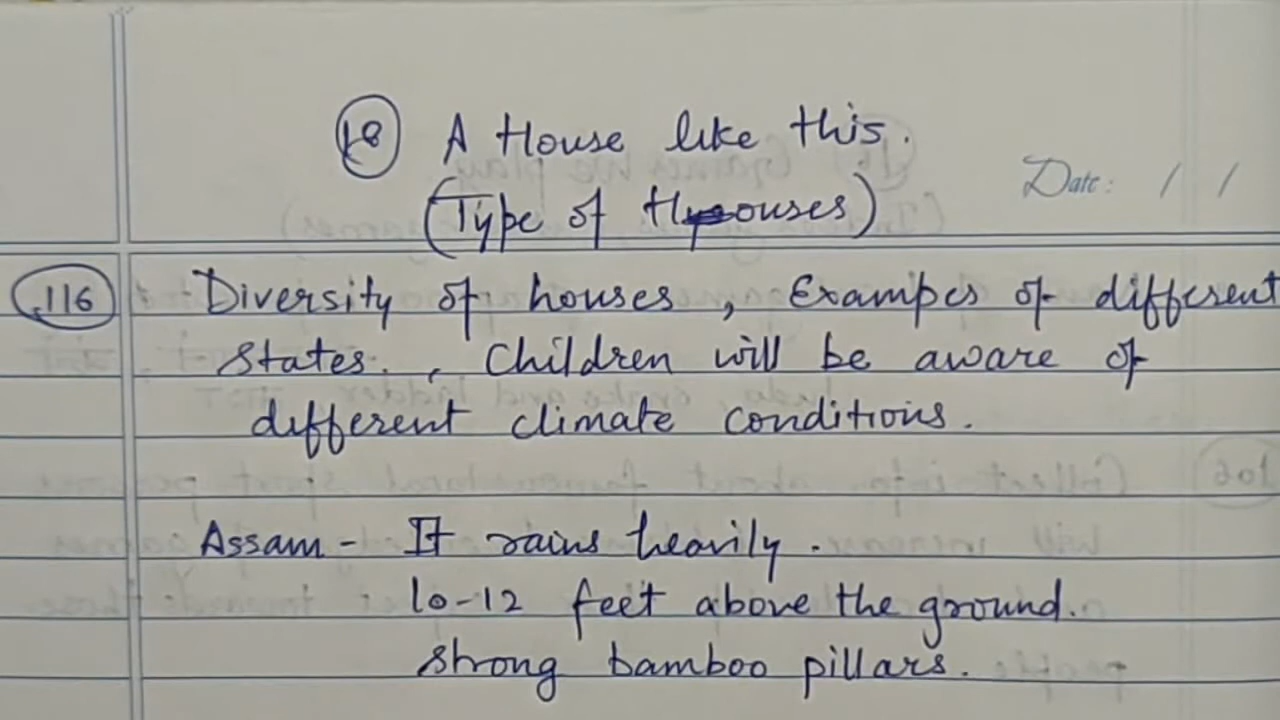 18 A House like this.
(Type of Houses)
Date: / /
116 Diversity of houses, Exampes of different
states., Children will be aware of
different climate conditions.
Assam - It rains heavily.
10-12 feet above the ground.
strong bamboo pillars.